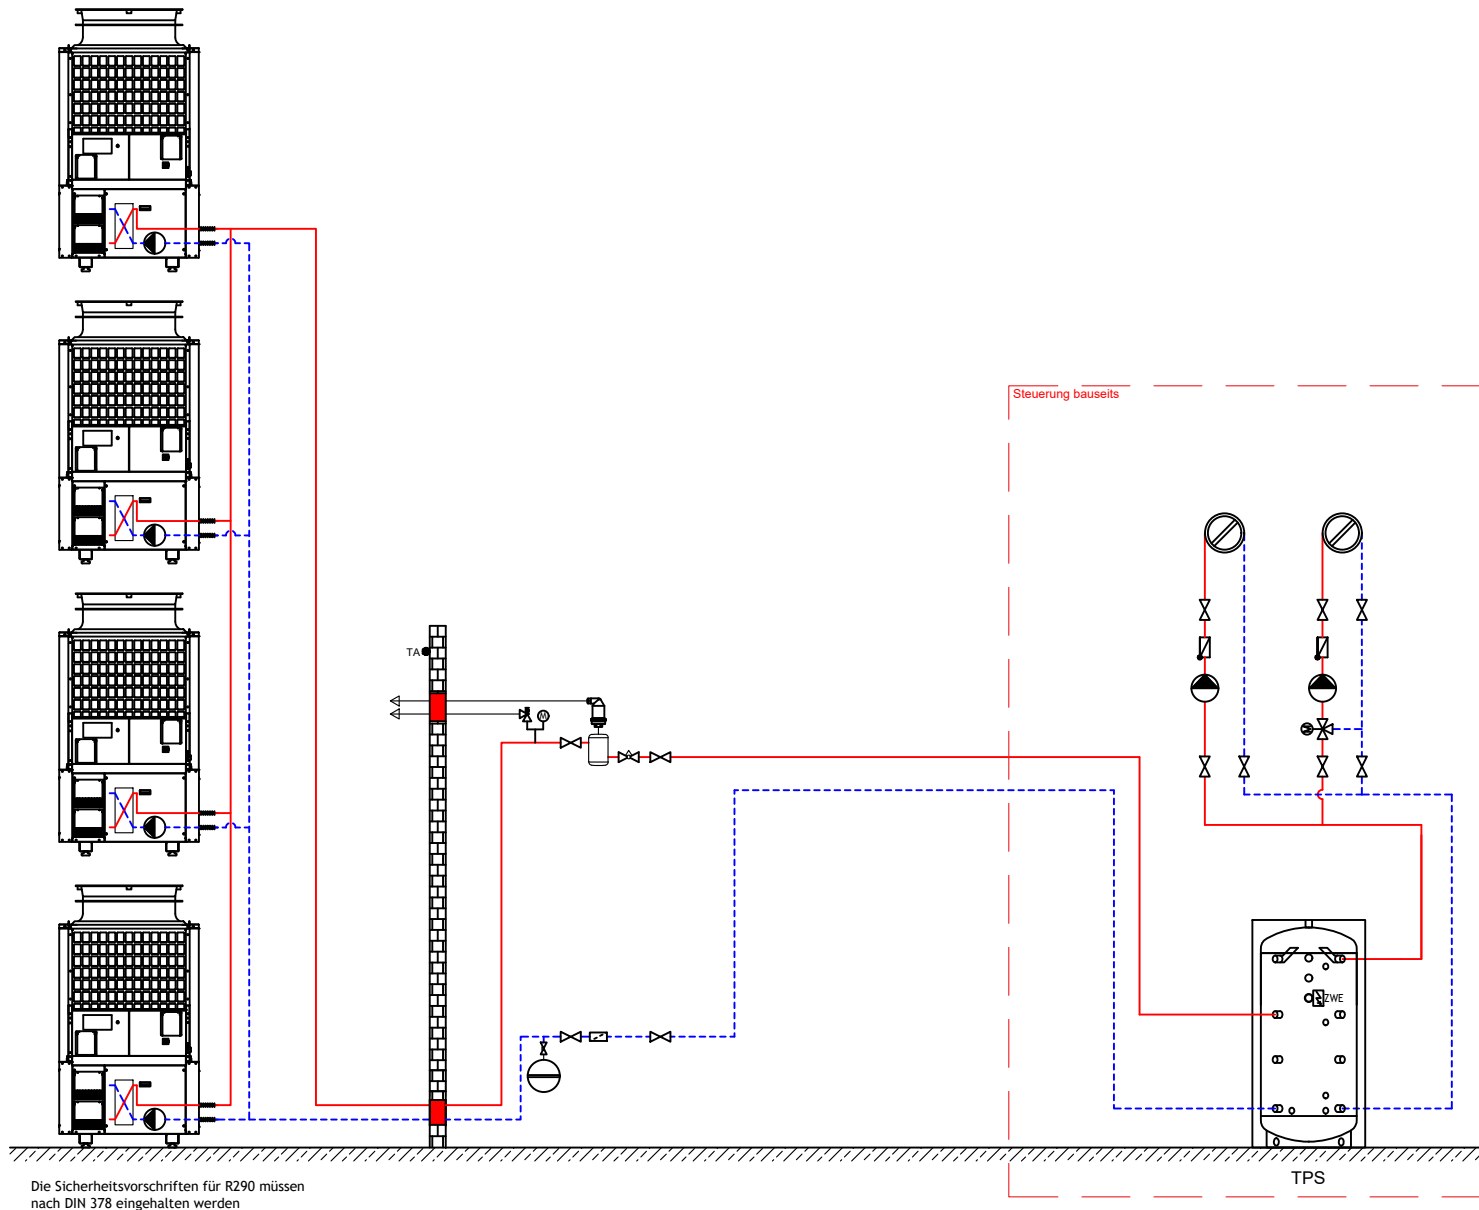 Steuerung bauseits
TA
M
M
ZWE
TPS
Die Sicherheitsvorschriften für R290 müssen
nach DIN 378 eingehalten werden